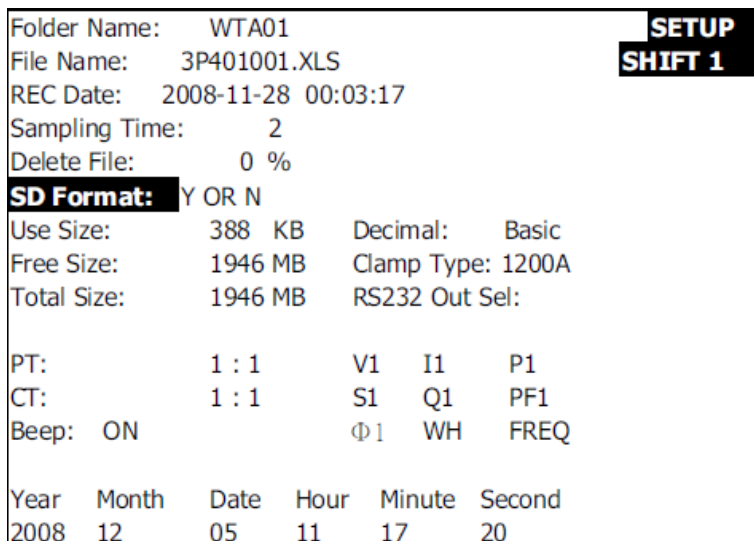 Folder Name: WTA01 SETUP
File Name: 3P401001.XLS SHIFT 1
REC Date: 2008-11-28 00:03:17
Sampling Time: 2
Delete File: 0 %
SD Format: Y OR N
Use Size: 388 KB Decimal: Basic
Free Size: 1946 MB Clamp Type: 1200A
Total Size: 1946 MB RS232 Out Sel:
PT: 1 : 1 V1 I1 P1
CT: 1 : 1 S1 Q1 PF1
Beep: ON Φ1 WH FREQ
Year Month Date Hour Minute Second
2008 12 05 11 17 20